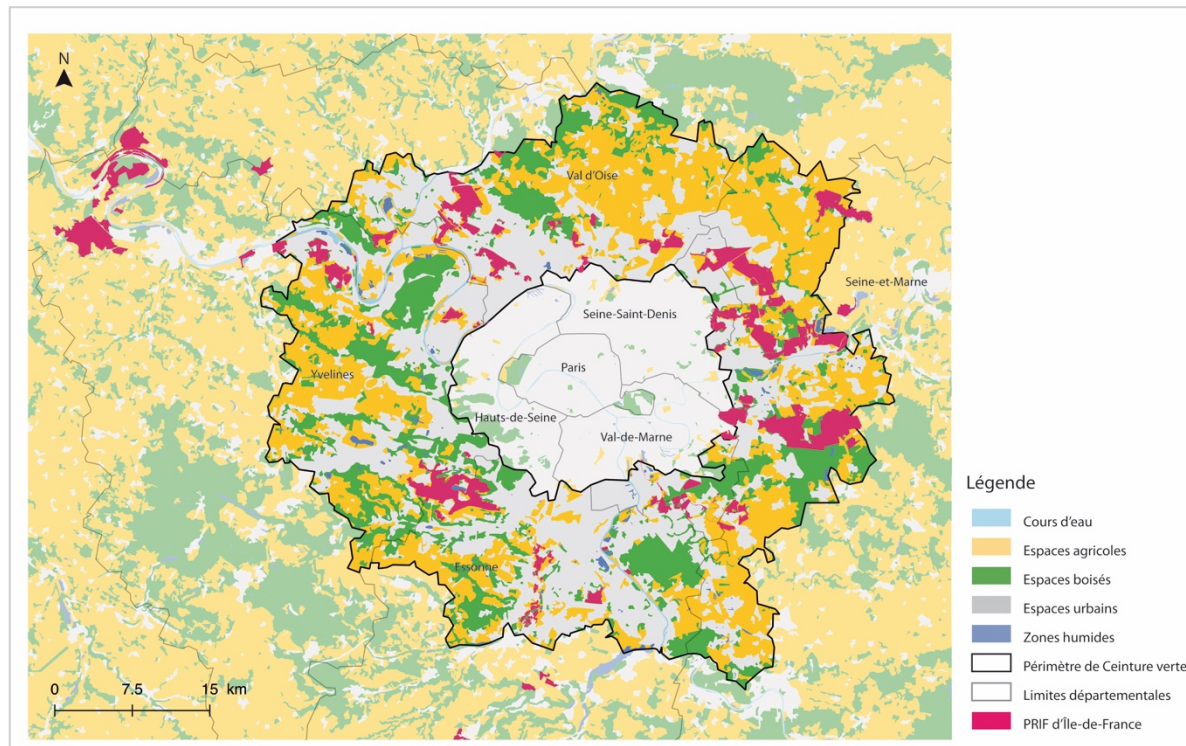 N
Val d'Oise
Seine-et-Marne
Seine-Saint-Denis
Paris
Yvelines
Hauts-de-Seine
Val-de-Marne
Essonne
0 7.5 15 km
Légende
Cours d'eau
Espaces agricoles
Espaces boisés
Espaces urbains
Zones humides
Périmètre de Ceinture verte
Limites départementales
PRIF d'Île-de-France